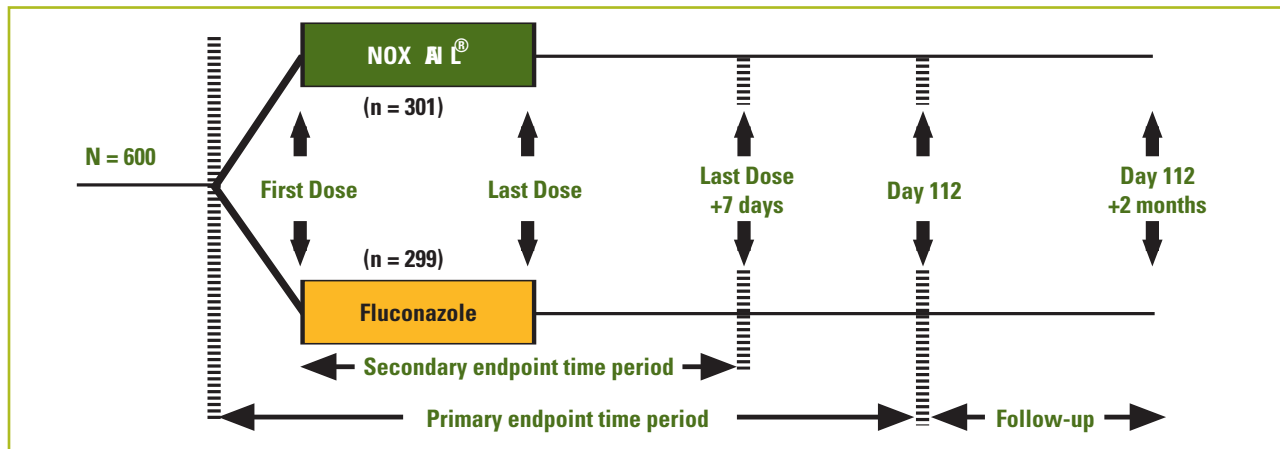 NOX AFIL®
(n = 301)
N = 600
First Dose
Last Dose
Last Dose
+7 days
Day 112
Day 112
+2 months
(n = 299)
Fluconazole
Secondary endpoint time period
Primary endpoint time period
Follow-up